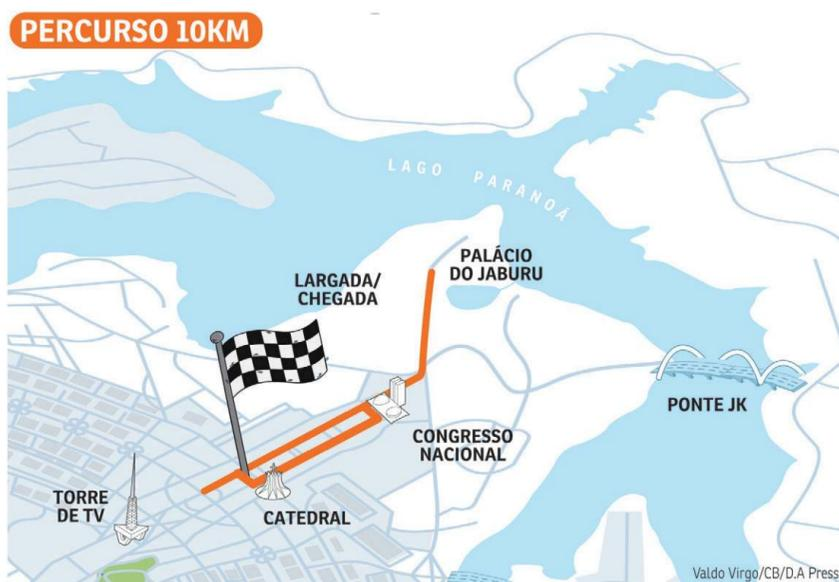 PERCURSO 10KM
LAGO PARANOÁ
PALÁCIO
DO JABURU
LARGADA/
CHEGADA
PONTE JK
CONGRESSO
NACIONAL
TORRE
DE TV
CATEDRAL
Valdo Virgo/CB/D.A Press